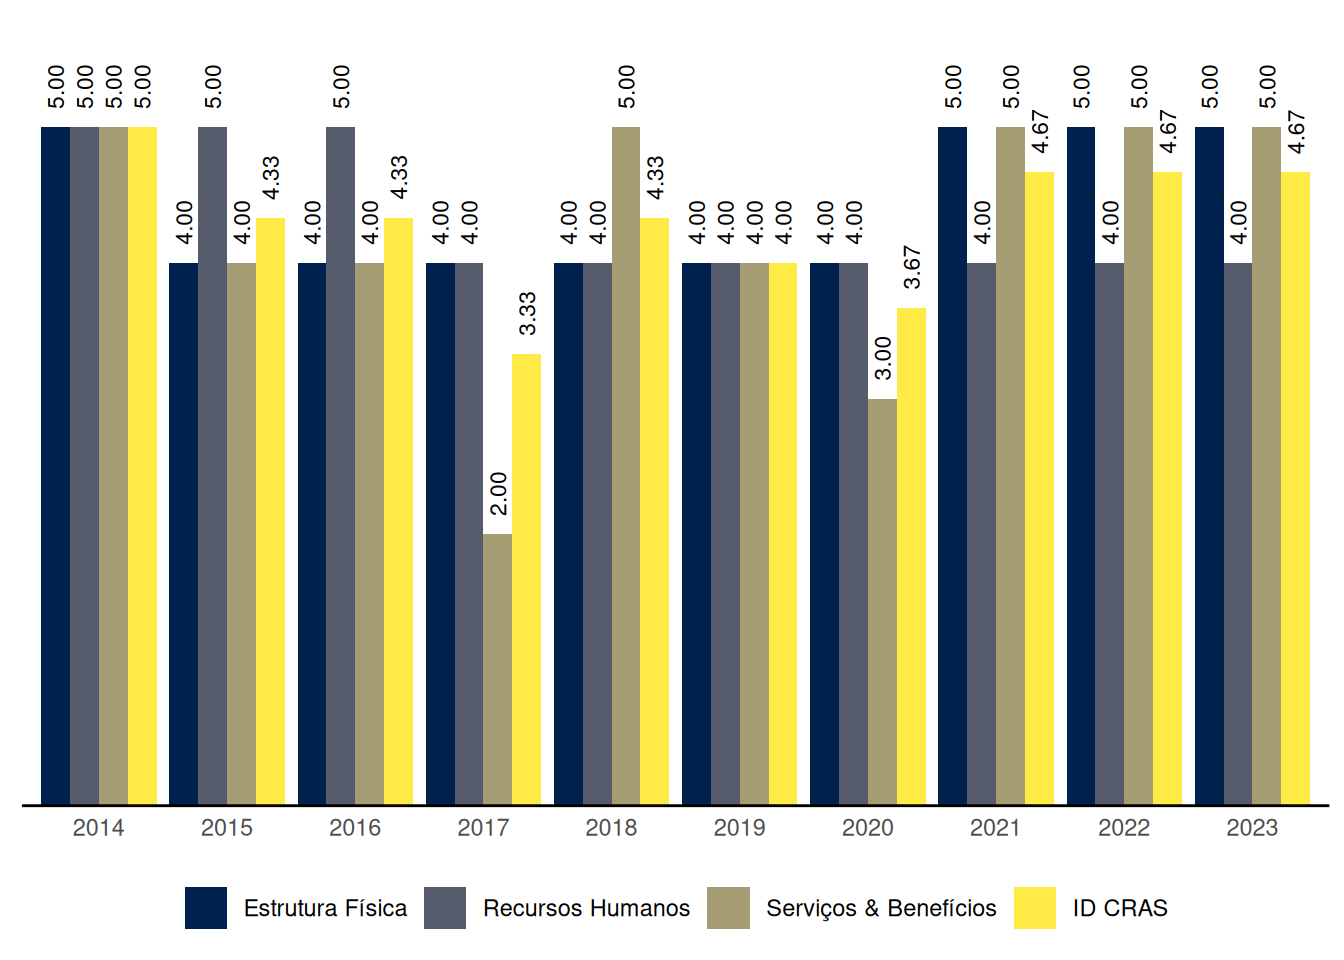 5.00 5.00 5.00 5.00 4.00 5.00 4.00 4.33 4.00 5.00 4.00 4.33 4.00 4.00 2.00 3.33 4.00 4.00 5.00 4.33 4.00 4.00 4.00 4.00 4.00 4.00 3.00 3.67 5.00 4.00 5.00 4.67 5.00 4.00 5.00 4.67 5.00 4.00 5.00 4.67
2014 2015 2016 2017 2018 2019 2020 2021 2022 2023
Estrutura Física Recursos Humanos Serviços & Benefícios ID CRAS